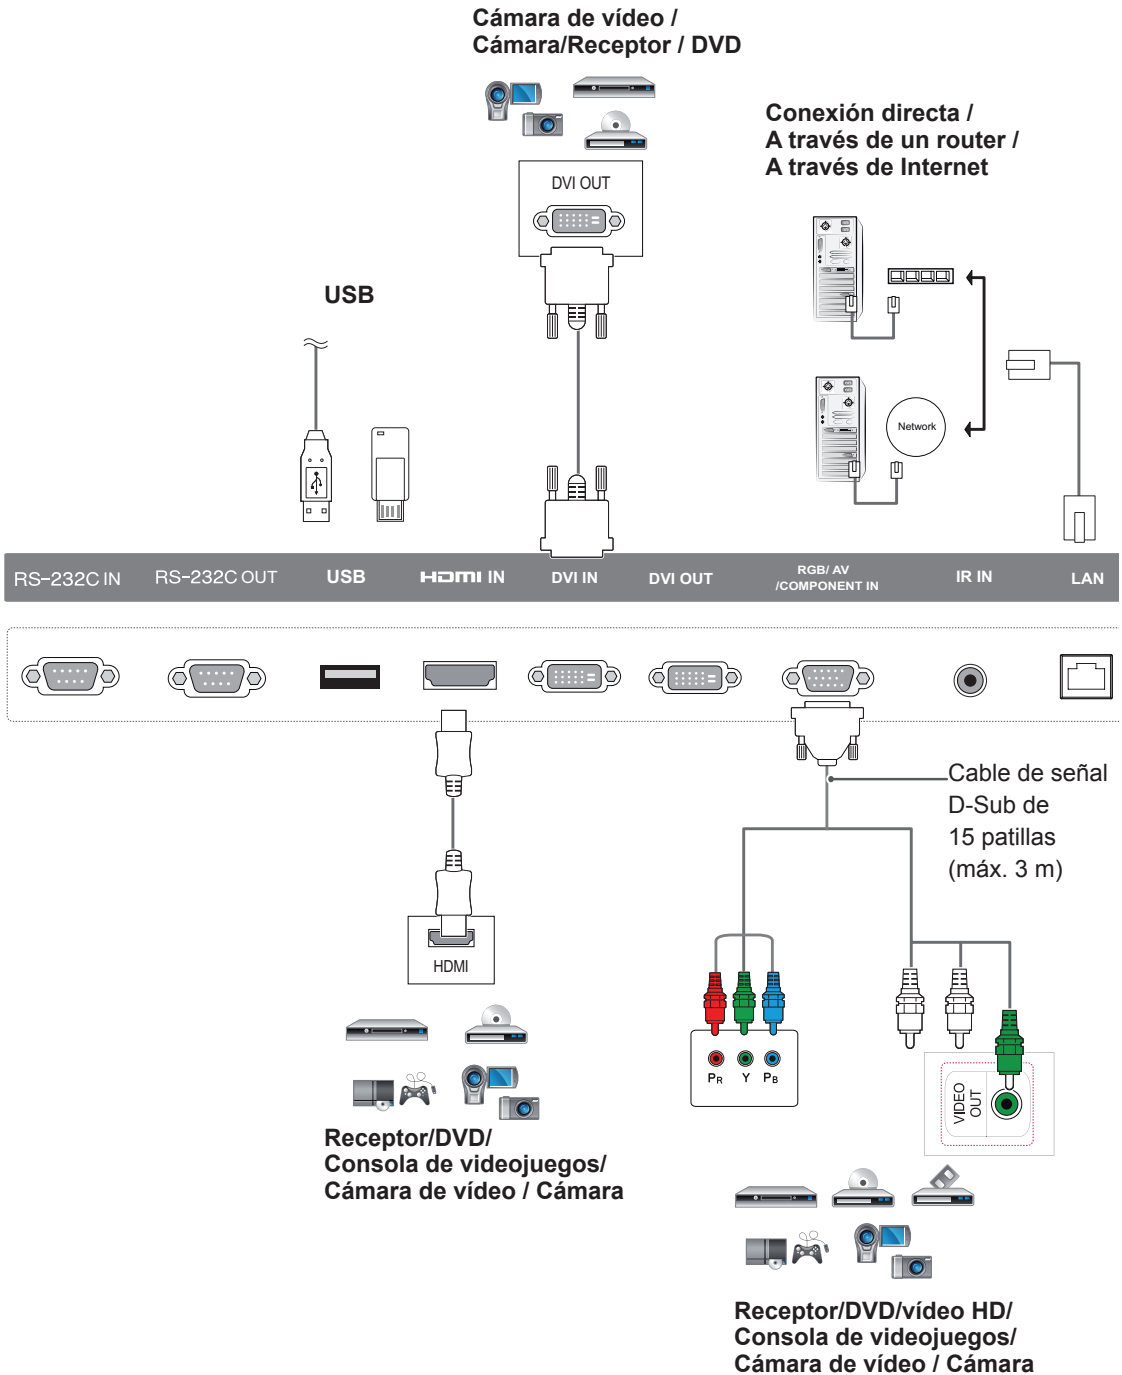 Cámara de vídeo /
Cámara/Receptor / DVD
Conexión directa /
A través de un router /
A través de Internet
DVI OUT
USB
Network
RS-232C IN
RS-232C OUT
USB
HDMI IN
DVI IN
DVI OUT
RGB/ AV
/COMPONENT IN
IR IN
LAN
Cable de señal
D-Sub de
15 patillas
(máx. 3 m)
HDMI
PR
Y
PB
VIDEO
OUT
Receptor/DVD/
Consola de videojuegos/
Cámara de vídeo / Cámara
Receptor/DVD/vídeo HD/
Consola de videojuegos/
Cámara de vídeo / Cámara